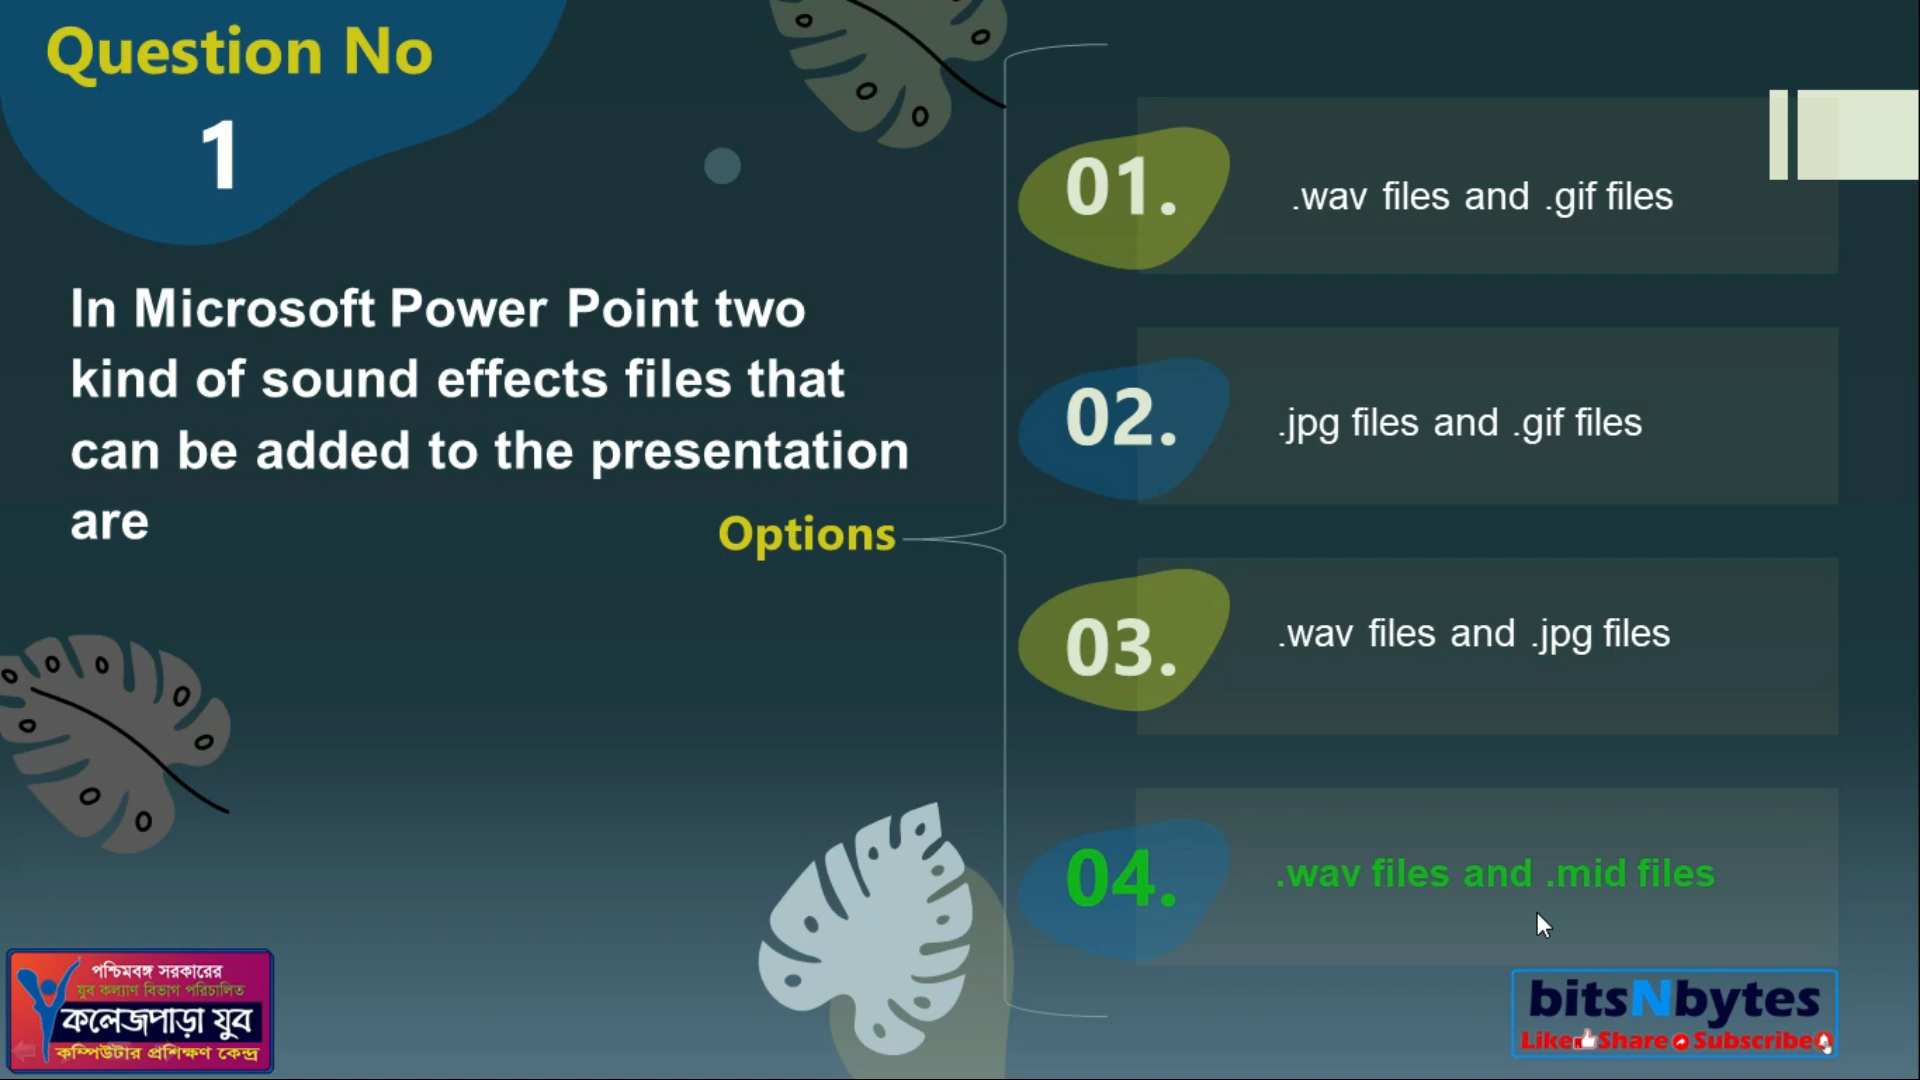 Question No
1
In Microsoft Power Point two
kind of sound effects files that
can be added to the presentation
are
Options
01.
.wav files and .gif files
02.
.jpg files and .gif files
03.
.wav files and .jpg files
04.
.wav files and .mid files
পশ্চিমবঙ্গ সরকারের
যুব কল্যাণ বিভাগ পরিচালিত
কলেজপাড়া যুব
কম্পিউটার প্রশিক্ষণ কেন্দ্র
bitsNbytes
Like Share Subscribe